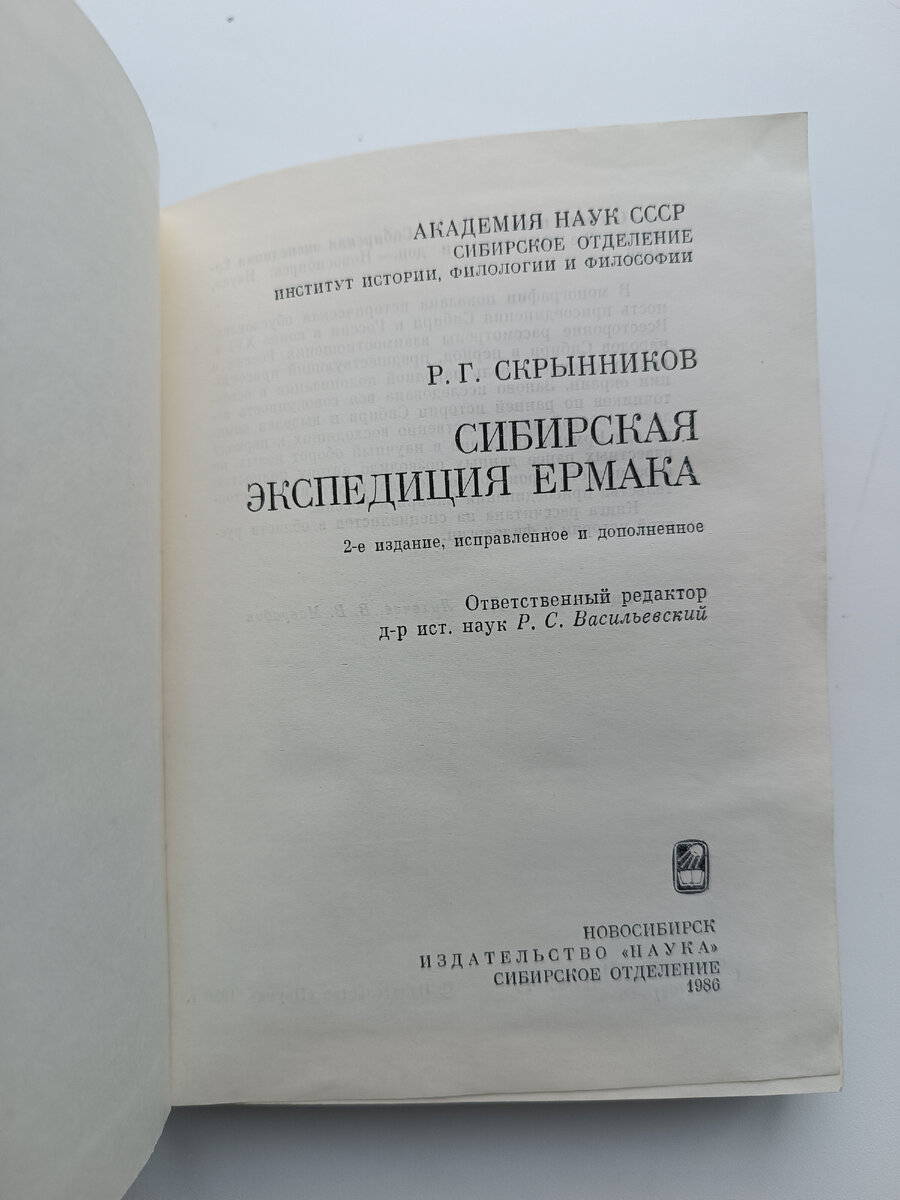 АКАДЕМИЯ НАУК СССР
СИБИРСКОЕ ОТДЕЛЕНИЕ
ИНСТИТУТ ИСТОРИИ, ФИЛОЛОГИИ И ФИЛОСОФИИ
Р. Г. СКРЫННИКОВ
СИБИРСКАЯ
ЭКСПЕДИЦИЯ ЕРМАКА
2-е издание, исправленное и дополненное
Ответственный редактор
д-р ист. наук Р. С. Васильевский
НОВОСИБИРСК
ИЗДАТЕЛЬСТВО «НАУКА»
СИБИРСКОЕ ОТДЕЛЕНИЕ
1986